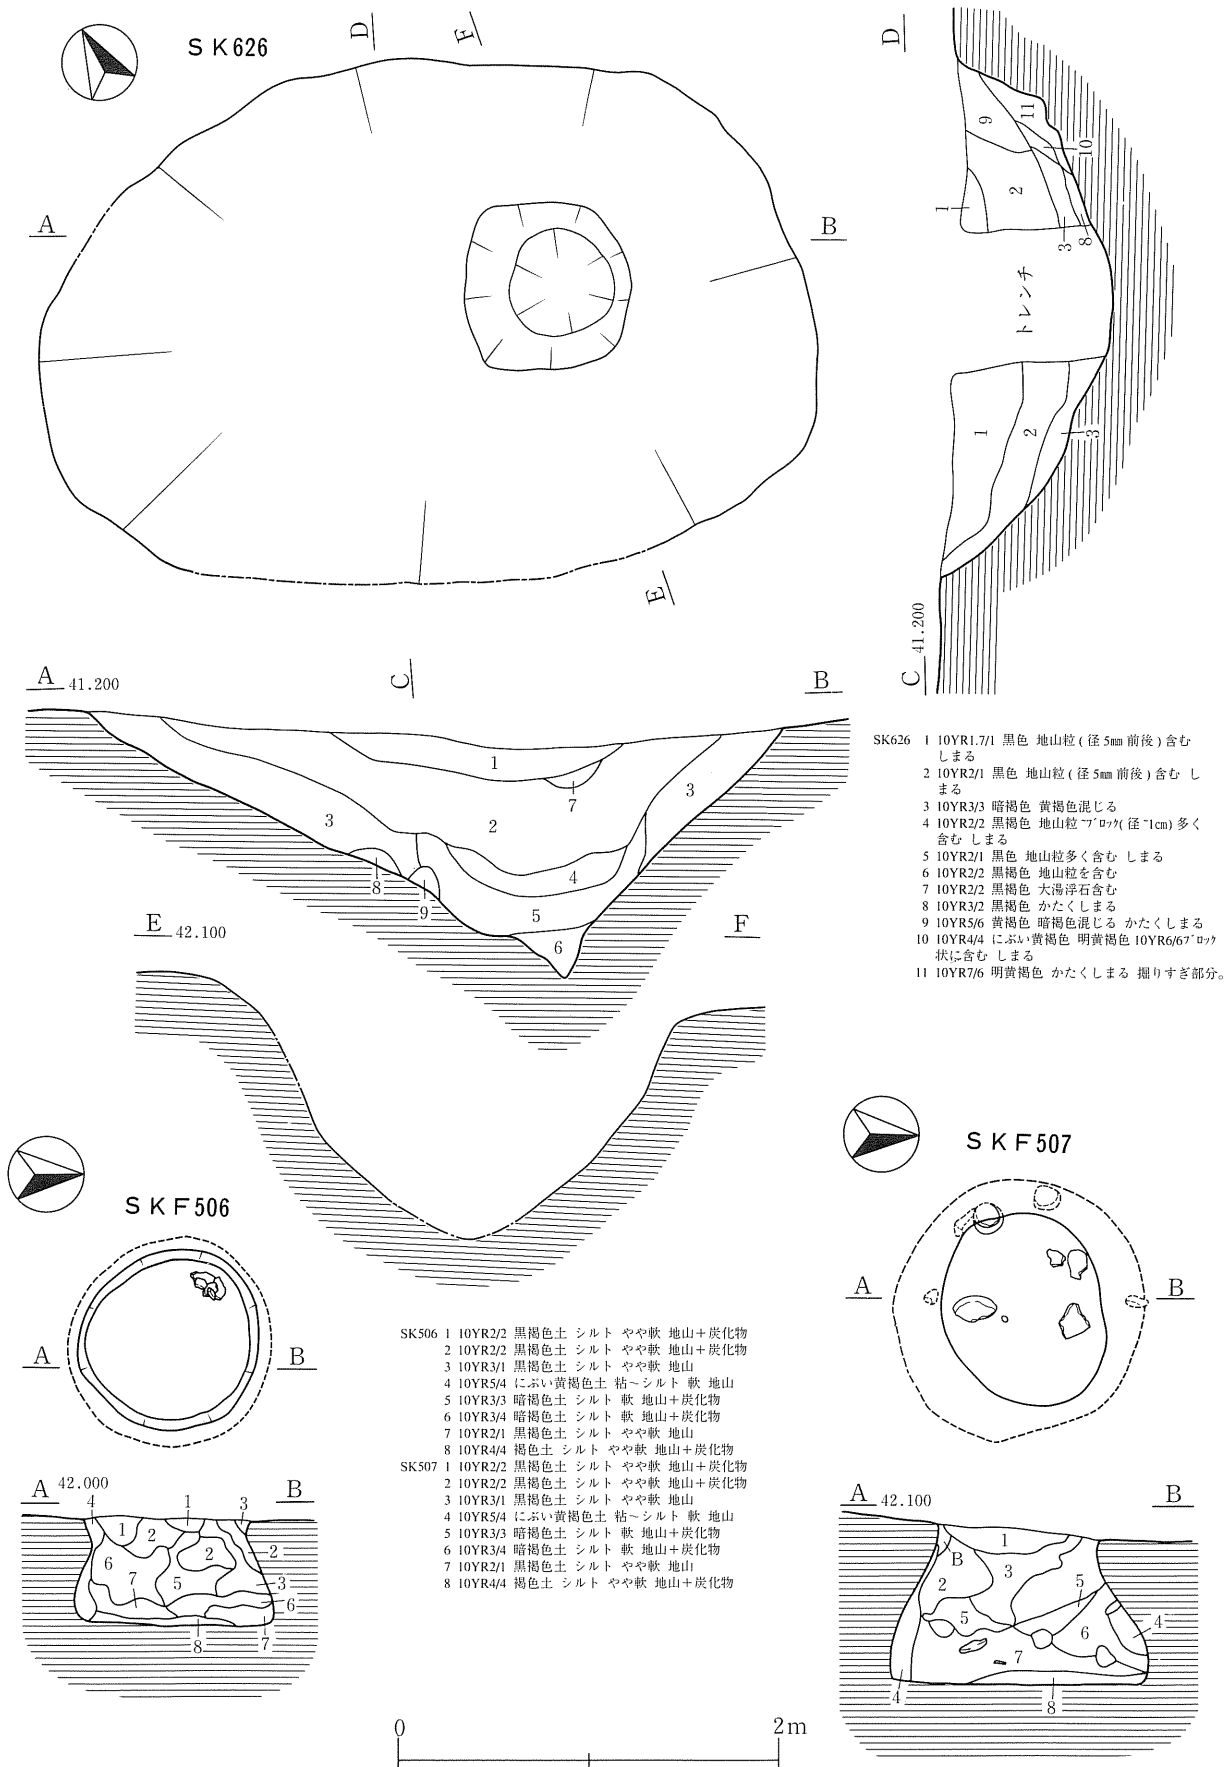 SK626
D
F
A
B
E
C
D
9
11
10
2
1
3
8
トレンチ
1
2
3
C 41.200
A 41.200
B
1
7
3
2
3
4
8
9
5
6
E 42.100
F
SK626 1 10YR1.7/1 黒色 地山粒(径5㎜前後)含む
しまる
2 10YR2/1 黒色 地山粒(径5㎜前後)含む し
まる
3 10YR3/3 暗褐色 黄褐色混じる
4 10YR2/2 黒褐色 地山粒~ブロック(径~1㎝)多く
含む しまる
5 10YR2/1 黒色 地山粒多く含む しまる
6 10YR2/2 黒褐色 地山粒を含む
7 10YR2/2 黒褐色 大湯浮石含む
8 10YR3/2 黒褐色 かたくしまる
9 10YR5/6 黄褐色 暗褐色混じる かたくしまる
10 10YR4/4 にぶい黄褐色 明黄褐色 10YR6/6ブロック
状に含む しまる
11 10YR7/6 明黄褐色 かたくしまる 掘りすぎ部分。
SKF506
A
B
A 42.000
B
4
1
3
1
2
2
2
6
7
5
3
6
8
7
SK506 1 10YR2/2 黒褐色土 シルト やや軟 地山+炭化物
2 10YR2/2 黒褐色土 シルト やや軟 地山+炭化物
3 10YR3/1 黒褐色土 シルト やや軟 地山
4 10YR5/4 にぶい黄褐色土 粘~シルト 軟 地山
5 10YR3/3 暗褐色土 シルト 軟 地山+炭化物
6 10YR3/4 暗褐色土 シルト 軟 地山+炭化物
7 10YR2/1 黒褐色土 シルト やや軟 地山
8 10YR4/4 褐色土 シルト やや軟 地山+炭化物
SK507 1 10YR2/2 黒褐色土 シルト やや軟 地山+炭化物
2 10YR2/2 黒褐色土 シルト やや軟 地山+炭化物
3 10YR3/1 黒褐色土 シルト やや軟 地山
4 10YR5/4 にぶい黄褐色土 粘~シルト 軟 地山
5 10YR3/3 暗褐色土 シルト 軟 地山+炭化物
6 10YR3/4 暗褐色土 シルト 軟 地山+炭化物
7 10YR2/1 黒褐色土 シルト やや軟 地山
8 10YR4/4 褐色土 シルト やや軟 地山+炭化物
SKF507
A
B
A 42.100
B
1
B
3
2
5
5
6
4
7
4
8
0 2m